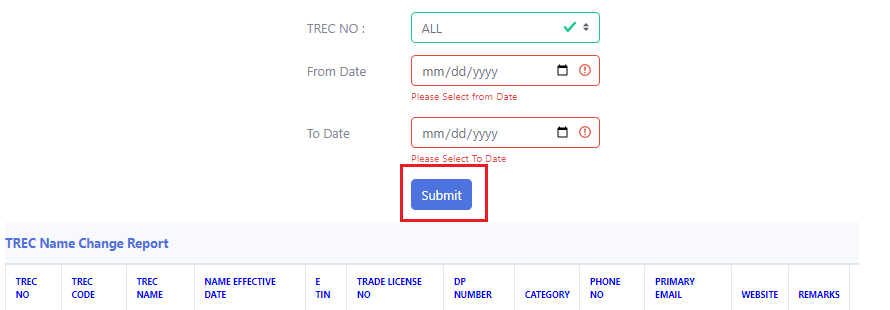 TREC NO : ALL
From Date mm/dd/yyyy
Please Select from Date
To Date mm/dd/yyyy
Please Select To Date
Submit
TREC Name Change Report
TREC NO TREC CODE TREC NAME NAME EFFECTIVE DATE E TIN TRADE LICENSE NO DP NUMBER CATEGORY PHONE NO PRIMARY EMAIL WEBSITE REMARKS